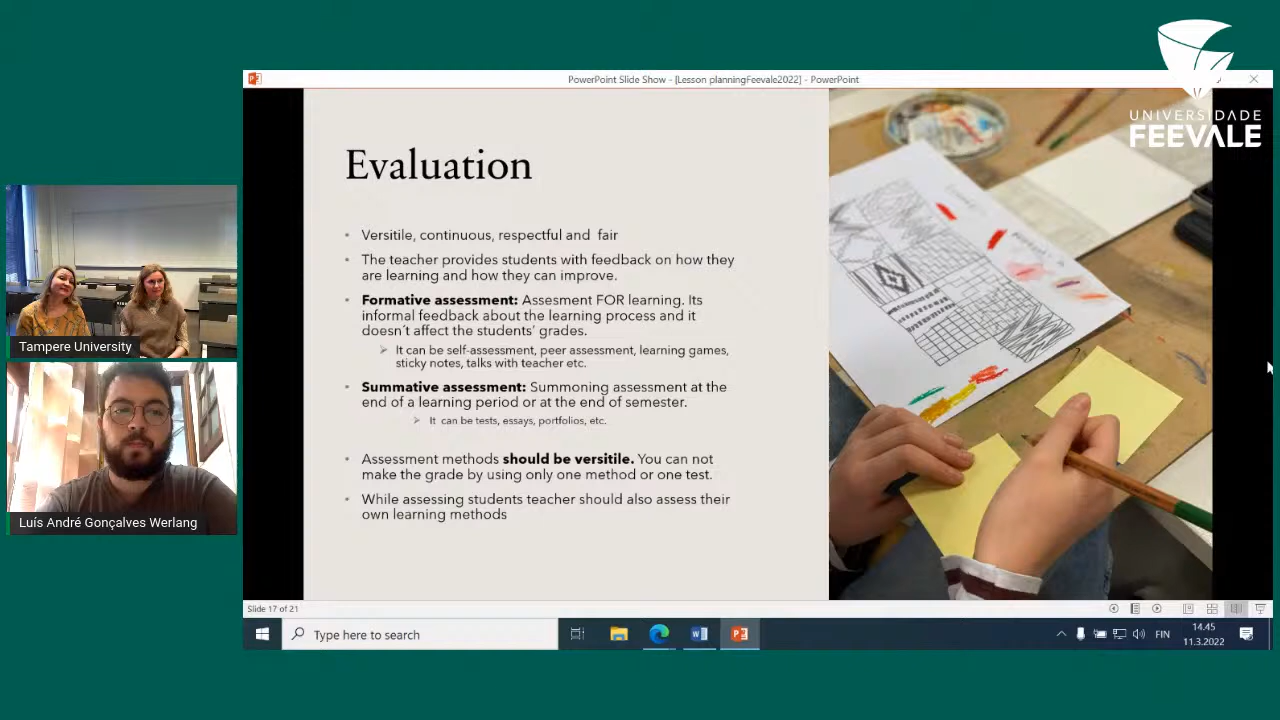 UNIVERSIDADE
FEEVALE
PowerPoint Slide Show - [Lesson planningFeevale2022] - PowerPoint
Evaluation
• Versitile, continuous, respectful and fair
• The teacher provides students with feedback on how they
are learning and how they can improve.
• Formative assessment: Assesment FOR learning. Its
informal feedback about the learning process and it
doesn´t affect the students' grades.
➢ It can be self-assessment, peer assessment, learning games,
sticky notes, talks with teacher etc.
• Summative assessment: Summoning assessment at the
end of a learning period or at the end of semester.
➢ It can be tests, essays, portfolios, etc.
• Assessment methods should be versitile. You can not
make the grade by using only one method or one test.
• While assessing students teacher should also assess their
own learning methods
Tampere University
Luís André Gonçalves Werlang
Slide 17 of 21
Type here to search
FIN
14.45
11.3.2022